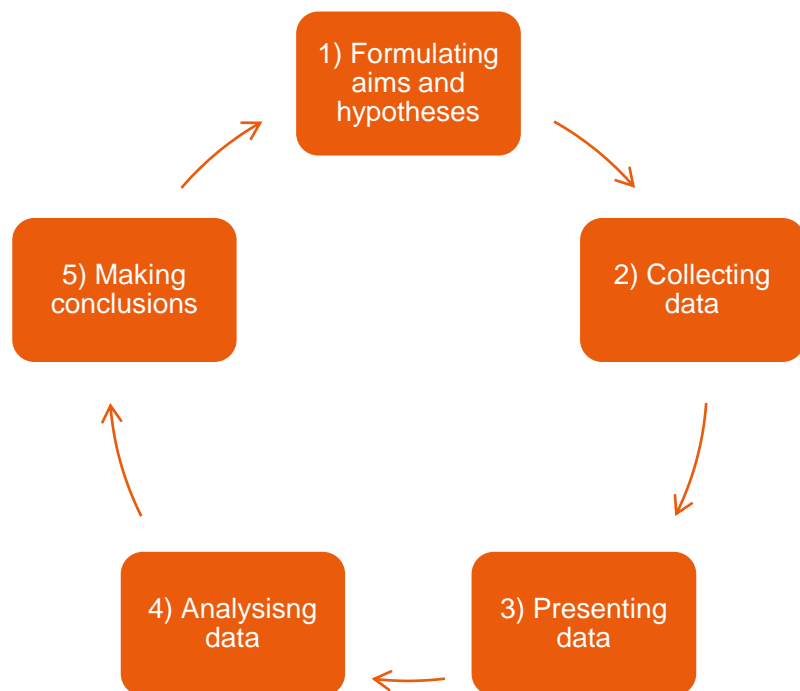 1) Formulating
aims and
hypotheses
2) Collecting
data
3) Presenting
data
4) Analysisng
data
5) Making
conclusions